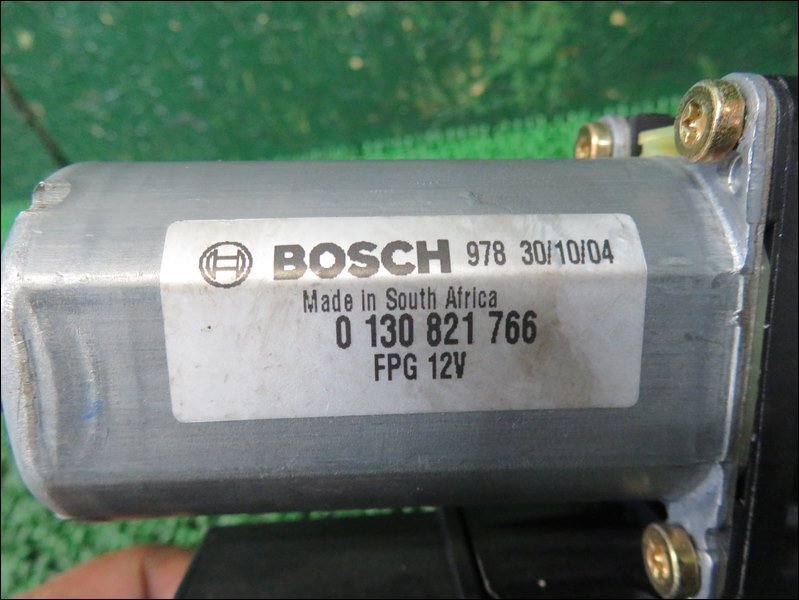 BOSCH 978 30/10/04
Made in South Africa
0 130 821 766
FPG 12V